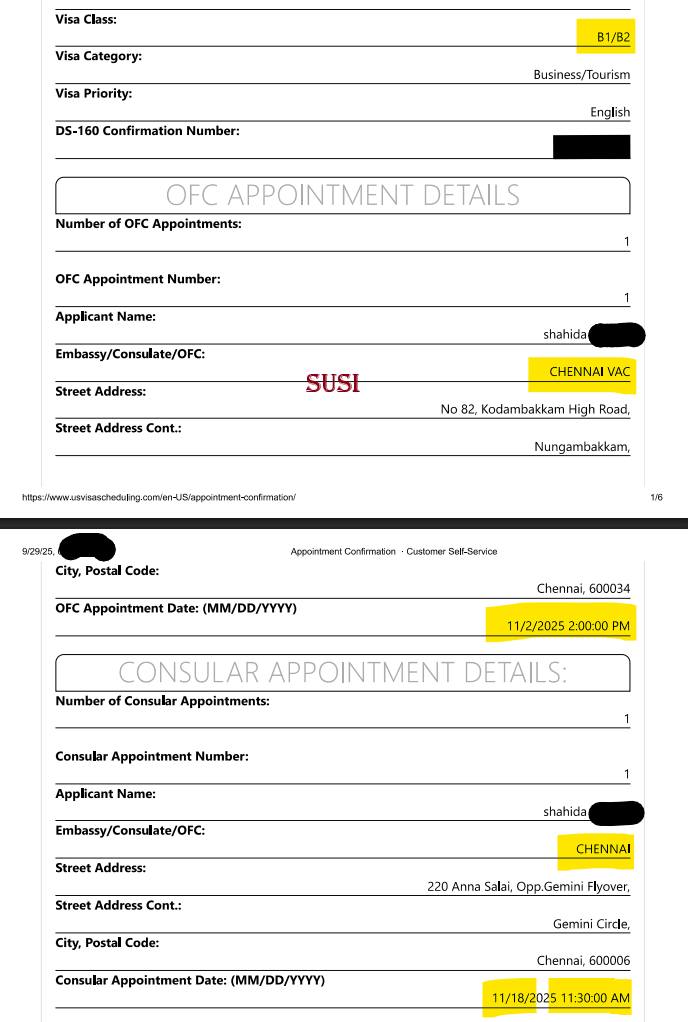 Visa Class:
B1/B2
Visa Category:
Business/Tourism
Visa Priority:
English
DS-160 Confirmation Number:
OFC APPOINTMENT DETAILS
Number of OFC Appointments:
1
OFC Appointment Number:
1
Applicant Name:
shahida
Embassy/Consulate/OFC:
CHENNAI VAC
SUSI
Street Address:
No 82, Kodambakkam High Road,
Street Address Cont.:
Nungambakkam,
https://www.usvisascheduling.com/en-US/appointment-confirmation/ 1/6
9/29/25, Appointment Confirmation · Customer Self-Service
City, Postal Code:
Chennai, 600034
OFC Appointment Date: (MM/DD/YYYY)
11/2/2025 2:00:00 PM
CONSULAR APPOINTMENT DETAILS:
Number of Consular Appointments:
1
Consular Appointment Number:
1
Applicant Name:
shahida
Embassy/Consulate/OFC:
CHENNAI
Street Address:
220 Anna Salai, Opp.Gemini Flyover,
Street Address Cont.:
Gemini Circle,
City, Postal Code:
Chennai, 600006
Consular Appointment Date: (MM/DD/YYYY)
11/18/2025 11:30:00 AM